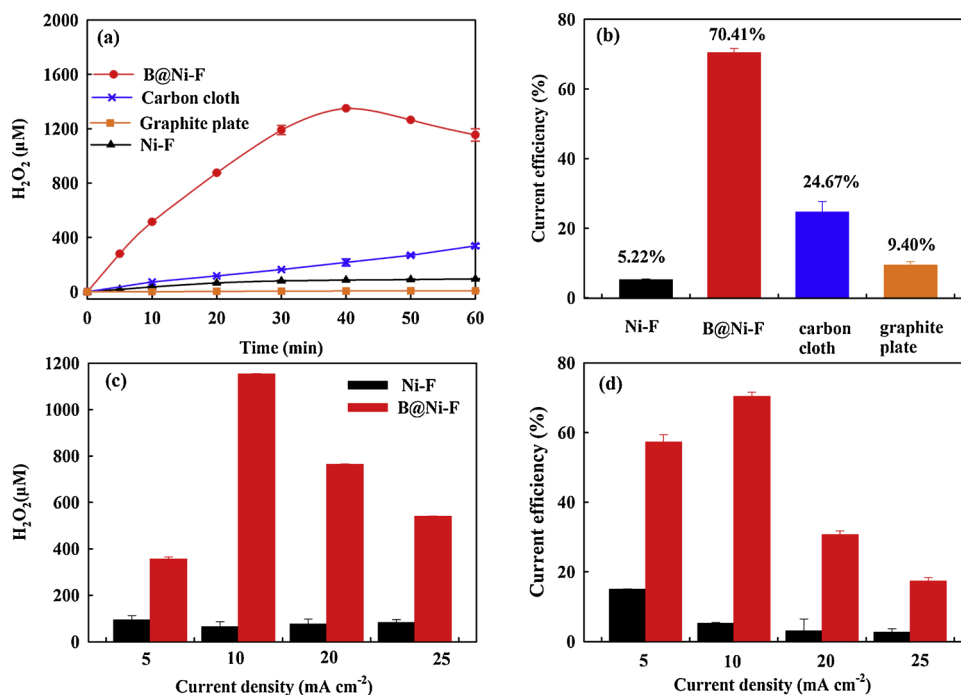 (a)
H₂O₂ (µM)
2000
1600
1200
800
400
0
B@Ni-F
Carbon cloth
Graphite plate
Ni-F
0 10 20 30 40 50 60
Time (min)
(b)
Current efficiency (%)
80
60
40
20
0
5.22%
70.41%
24.67%
9.40%
Ni-F B@Ni-F carbon cloth graphite plate
(c)
H₂O₂(µM)
1200
1000
800
600
400
200
0
Ni-F
B@Ni-F
5 10 20 25
Current density (mA cm⁻²)
(d)
Current efficiency (%)
80
60
40
20
0
5 10 20 25
Current density (mA cm⁻²)